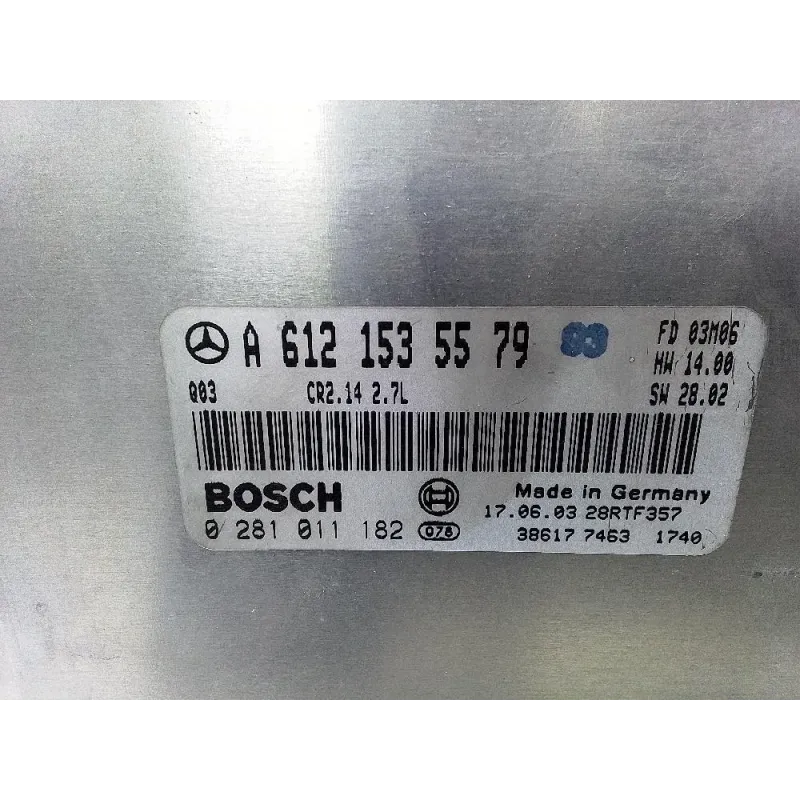 A 612 153 55 79 FD 03M06
HW 14.00
Q03 CR2.14 2.7L SW 28.02
BOSCH Made in Germany
17.06.03 28RTF357
0 281 011 182 078 38617 7463 1740